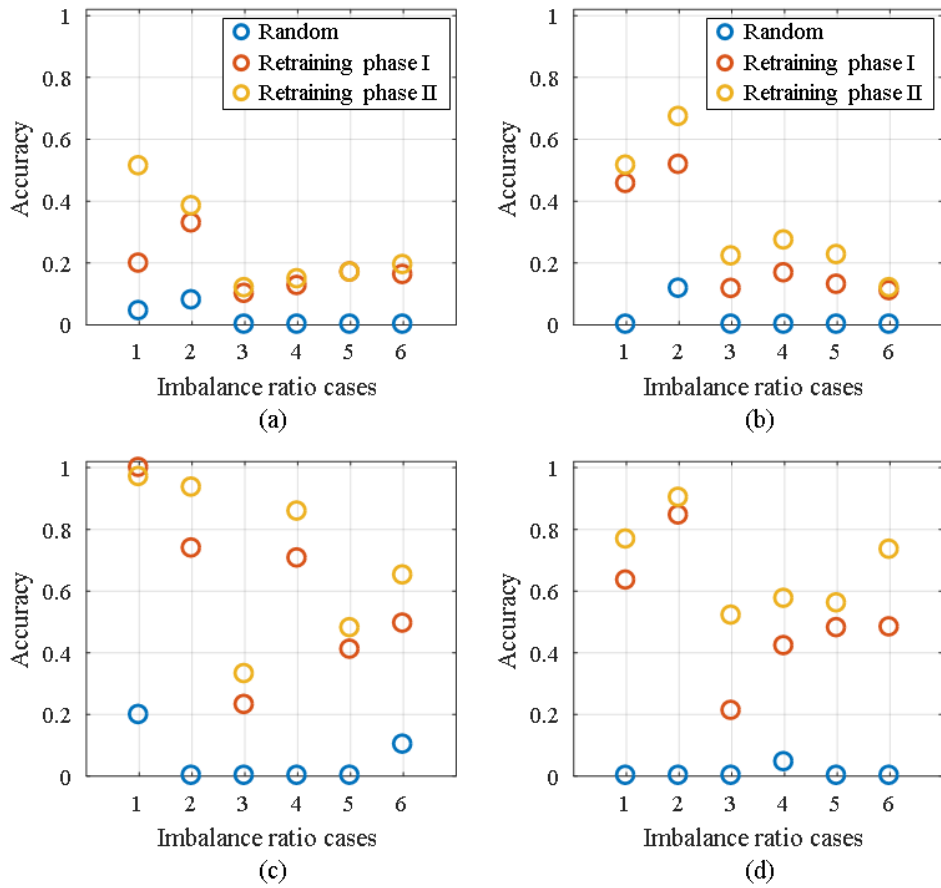 1
0.8
0.6
0.4
0.2
0
Accuracy
Random
Retraining phase I
Retraining phase II
1 2 3 4 5 6
Imbalance ratio cases
(a)
1
0.8
0.6
0.4
0.2
0
Accuracy
Random
Retraining phase I
Retraining phase II
1 2 3 4 5 6
Imbalance ratio cases
(b)
1
0.8
0.6
0.4
0.2
0
Accuracy
1 2 3 4 5 6
Imbalance ratio cases
(c)
1
0.8
0.6
0.4
0.2
0
Accuracy
1 2 3 4 5 6
Imbalance ratio cases
(d)